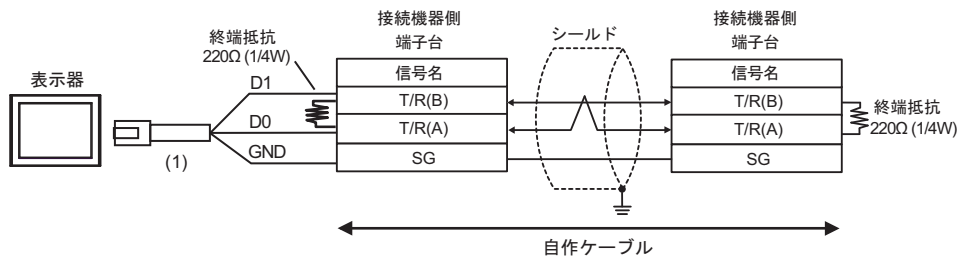 表示器
(1)
D1
D0
GND
終端抵抗
220Ω (1/4W)
接続機器側
端子台
信号名
T/R(B)
T/R(A)
SG
シールド
接続機器側
端子台
信号名
T/R(B)
T/R(A)
SG
終端抵抗
220Ω (1/4W)
自作ケーブル